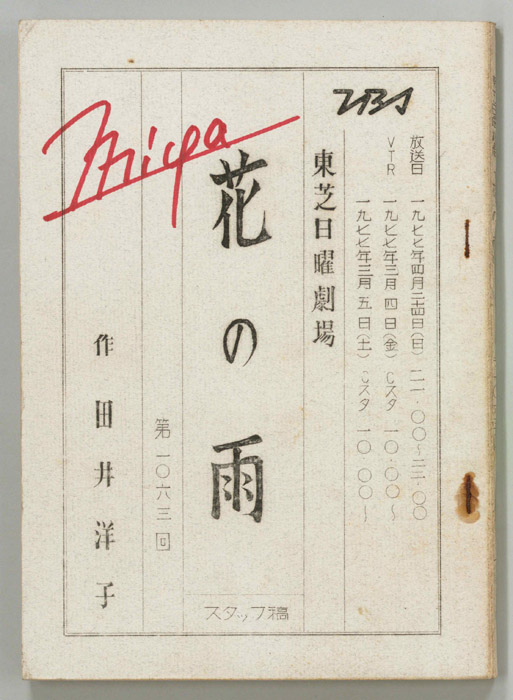 TBS
放送日 一九七七年四月二四日(日) 二一・〇〇〜二二・〇〇
VTR 一九七七年三月四日(金) Cスタ 一〇・〇〇〜
一九七七年三月五日(土) Cスタ 一〇・〇〇〜
東芝日曜劇場
花の雨
スタッフ稿
第一〇六三回
作 田井洋子